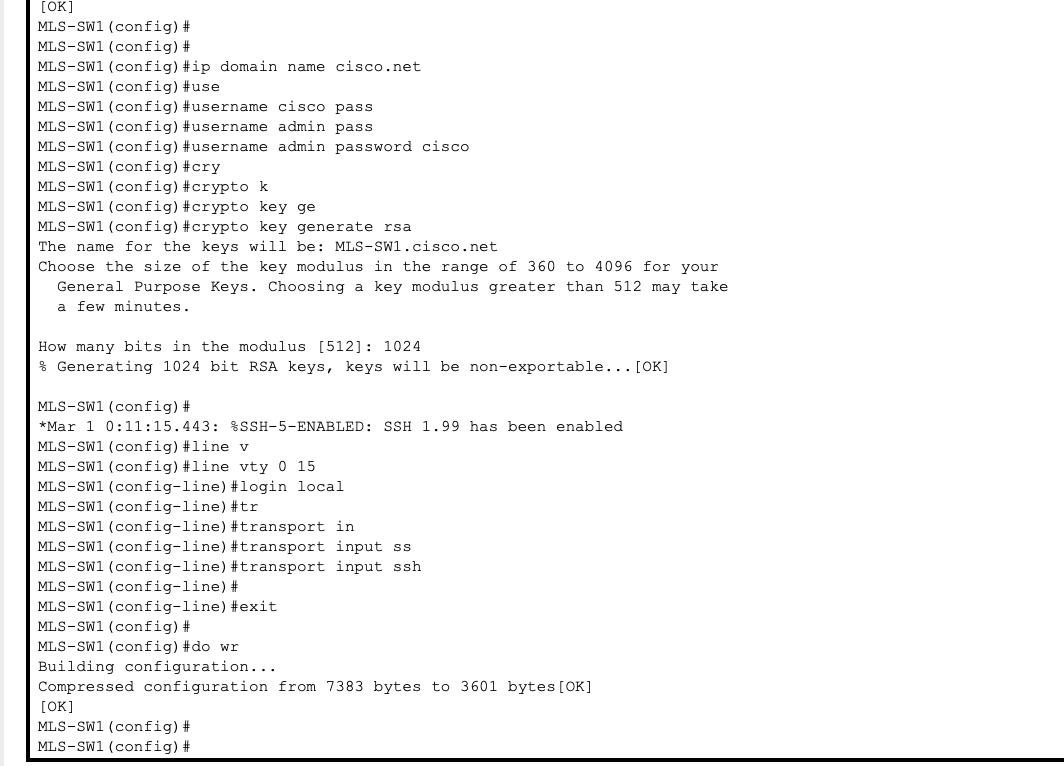 [OK]
MLS-SW1(config)#
MLS-SW1(config)#
MLS-SW1(config)#ip domain name cisco.net
MLS-SW1(config)#use
MLS-SW1(config)#username cisco pass
MLS-SW1(config)#username admin pass
MLS-SW1(config)#username admin password cisco
MLS-SW1(config)#cry
MLS-SW1(config)#crypto k
MLS-SW1(config)#crypto key ge
MLS-SW1(config)#crypto key generate rsa
The name for the keys will be: MLS-SW1.cisco.net
Choose the size of the key modulus in the range of 360 to 4096 for your
  General Purpose Keys. Choosing a key modulus greater than 512 may take
  a few minutes.

How many bits in the modulus [512]: 1024
% Generating 1024 bit RSA keys, keys will be non-exportable...[OK]

MLS-SW1(config)#
*Mar 1 0:11:15.443: %SSH-5-ENABLED: SSH 1.99 has been enabled
MLS-SW1(config)#line v
MLS-SW1(config)#line vty 0 15
MLS-SW1(config-line)#login local
MLS-SW1(config-line)#tr
MLS-SW1(config-line)#transport in
MLS-SW1(config-line)#transport input ss
MLS-SW1(config-line)#transport input ssh
MLS-SW1(config-line)#
MLS-SW1(config-line)#exit
MLS-SW1(config)#
MLS-SW1(config)#do wr
Building configuration...
Compressed configuration from 7383 bytes to 3601 bytes[OK]
[OK]
MLS-SW1(config)#
MLS-SW1(config)#